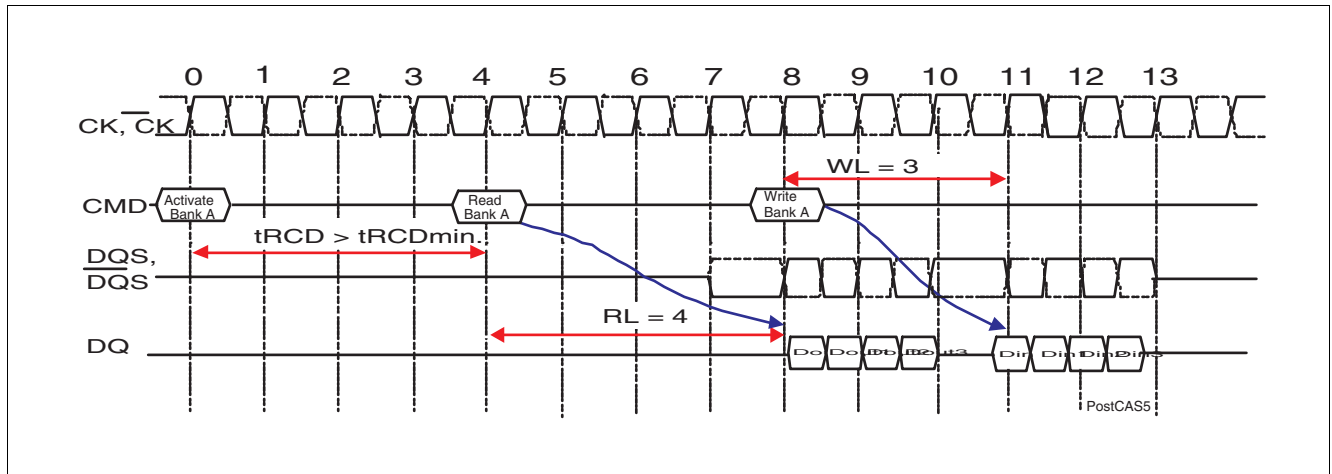 0 1 2 3 4 5 6 7 8 9 10 11 12 13
CK, CK
WL = 3
CMD
Activate
Bank A
Read
Bank A
Write
Bank A
tRCD > tRCDmin.
DQS,
DQS
RL = 4
DQ
PostCAS5